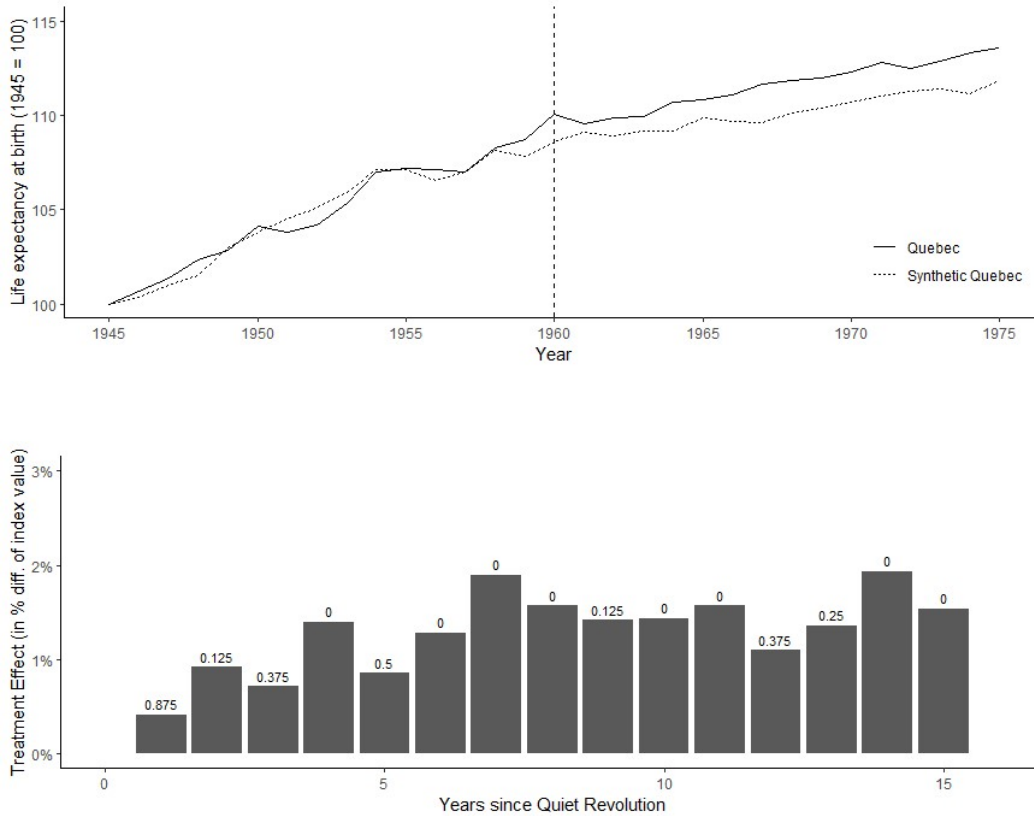 Life expectancy at birth (1945 = 100)
115
110
105
100
Quebec
Synthetic Quebec
1945 1950 1955 1960 1965 1970 1975
Year
Treatment Effect (in % diff. of index value)
3%
2%
1%
0%
0.875 0.125 0.375 0 0.5 0 0 0 0.125 0 0 0.375 0.25 0 0
0 5 10 15
Years since Quiet Revolution